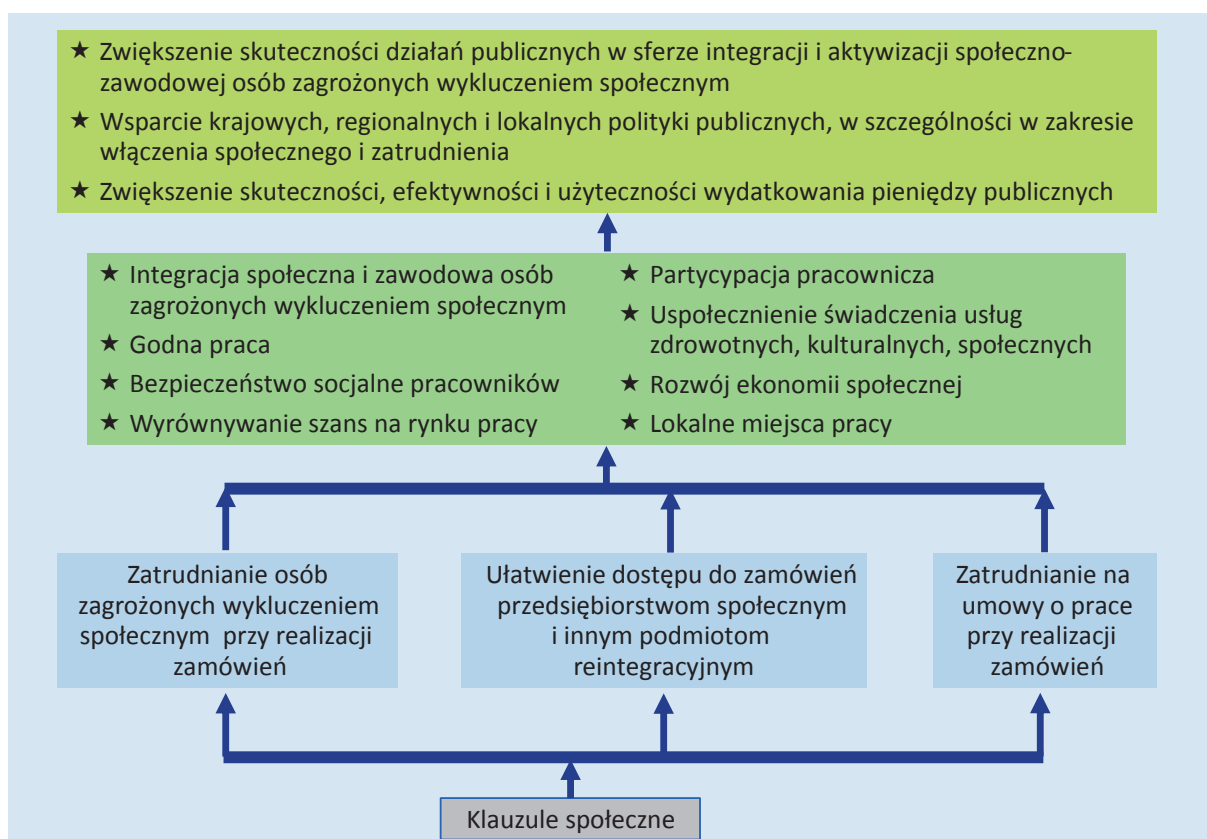 ★ Zwiększenie skuteczności działań publicznych w sferze integracji i aktywizacji społeczno-
zawodowej osób zagrożonych wykluczeniem społecznym
★ Wsparcie krajowych, regionalnych i lokalnych polityki publicznych, w szczególności w zakresie
włączenia społecznego i zatrudnienia
★ Zwiększenie skuteczności, efektywności i użyteczności wydatkowania pieniędzy publicznych
★ Integracja społeczna i zawodowa osób
zagrożonych wykluczeniem społecznym
★ Godna praca
★ Bezpieczeństwo socjalne pracowników
★ Wyrównywanie szans na rynku pracy
★ Partycypacja pracownicza
★ Uspołecznienie świadczenia usług
zdrowotnych, kulturalnych, społecznych
★ Rozwój ekonomii społecznej
★ Lokalne miejsca pracy
Zatrudnianie osób
zagrożonych wykluczeniem
społecznym przy realizacji
zamówień
Ułatwienie dostępu do zamówień
przedsiębiorstwom społecznym
i innym podmiotom
reintegracyjnym
Zatrudnianie na
umowy o prace
przy realizacji
zamówień
Klauzule społeczne